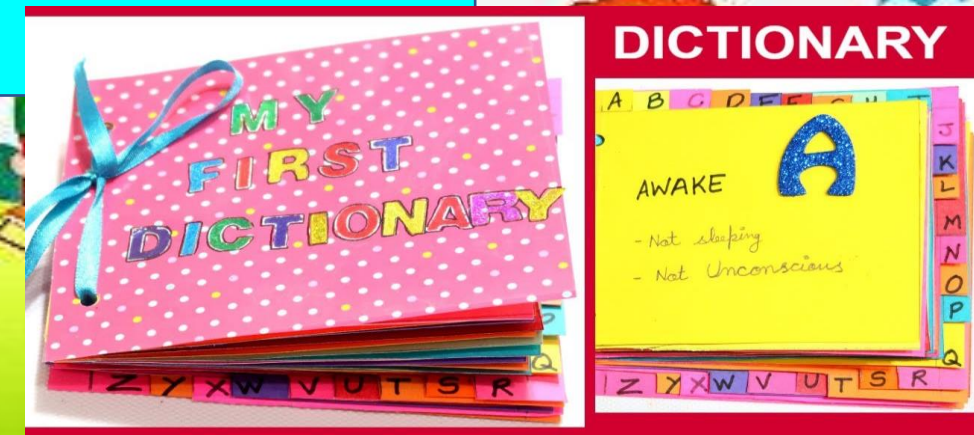 MY
FIRST
DICTIONARY
Q
Z Y X W V U T S R
DICTIONARY
A B C D E F G H I
J
K
L
M
N
O
P
Q
AWAKE
A
- Not sleeping
- Not Unconscious
Z Y X W V U T S R